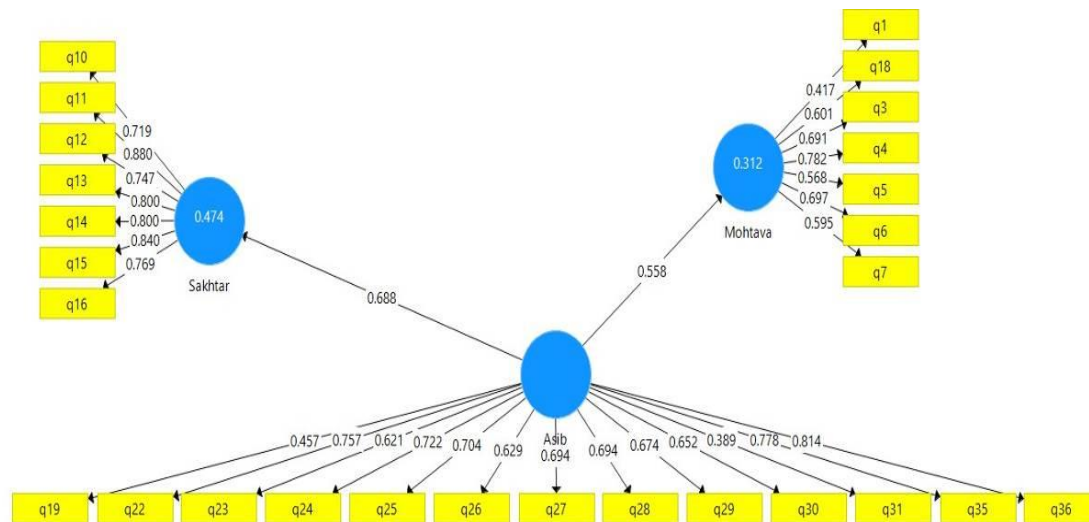 q10
q11
q12
q13
q14
q15
q16
0.719
0.880
0.747
0.800
0.800
0.840
0.769
0.474
Sakhtar
q1
q18
q3
q4
q5
q6
q7
0.417
0.601
0.691
0.782
0.568
0.697
0.595
0.312
Mohtava
0.688
0.558
Asib
0.457
0.757
0.621
0.722
0.704
0.629
0.694
0.694
0.674
0.652
0.389
0.778
0.814
q19
q22
q23
q24
q25
q26
q27
q28
q29
q30
q31
q35
q36